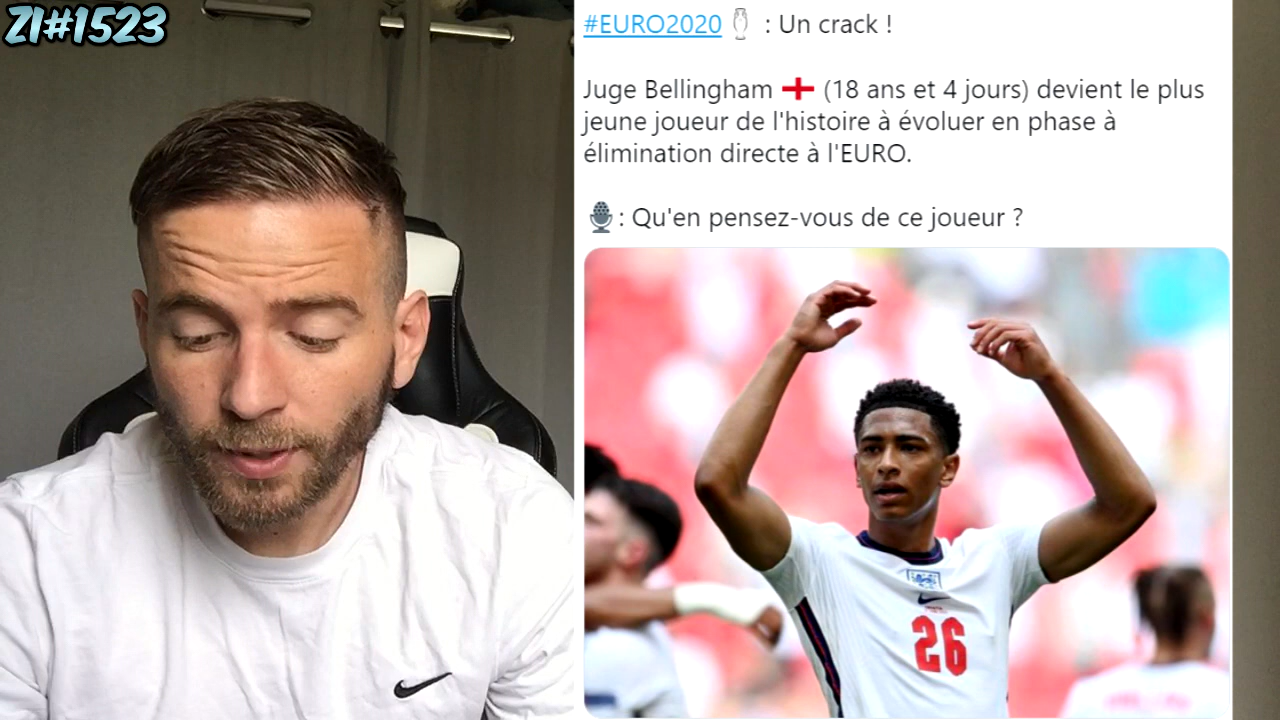 ZI#1523
#EURO2020 : Un crack !
Juge Bellingham (18 ans et 4 jours) devient le plus
jeune joueur de l'histoire à évoluer en phase à
élimination directe à l'EURO.
: Qu'en pensez-vous de ce joueur ?
26